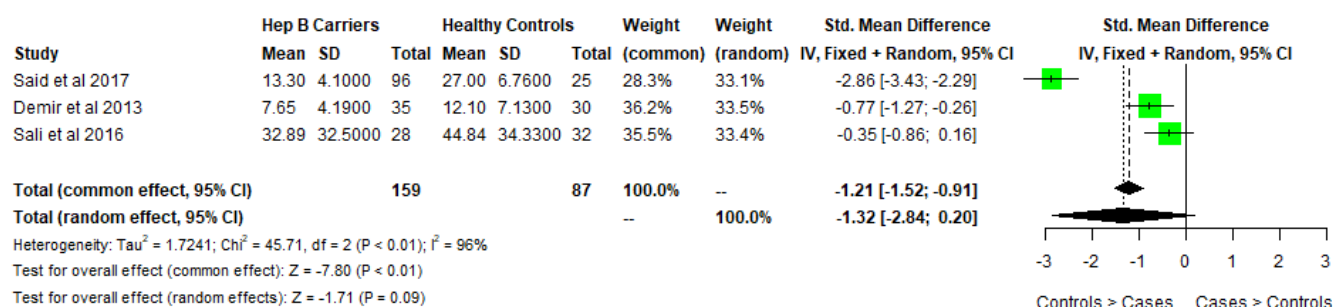 Hep B Carriers Healthy Controls Weight Weight Std. Mean Difference Std. Mean Difference
Study Mean SD Total Mean SD Total (common) (random) IV, Fixed + Random, 95% CI IV, Fixed + Random, 95% CI
Said et al 2017 13.30 4.1000 96 27.00 6.7600 25 28.3% 33.1% -2.86 [-3.43; -2.29]
Demir et al 2013 7.65 4.1900 35 12.10 7.1300 30 36.2% 33.5% -0.77 [-1.27; -0.26]
Sali et al 2016 32.89 32.5000 28 44.84 34.3300 32 35.5% 33.4% -0.35 [-0.86; 0.16]
Total (common effect, 95% CI) 159 87 100.0% -- -1.21 [-1.52; -0.91]
Total (random effect, 95% CI) -- 100.0% -1.32 [-2.84; 0.20]
Heterogeneity: Tau² = 1.7241; Chi² = 45.71, df = 2 (P < 0.01); I² = 96%
Test for overall effect (common effect): Z = -7.80 (P < 0.01)
Test for overall effect (random effects): Z = -1.71 (P = 0.09)
-3 -2 -1 0 1 2 3
Controls > Cases Cases > Controls